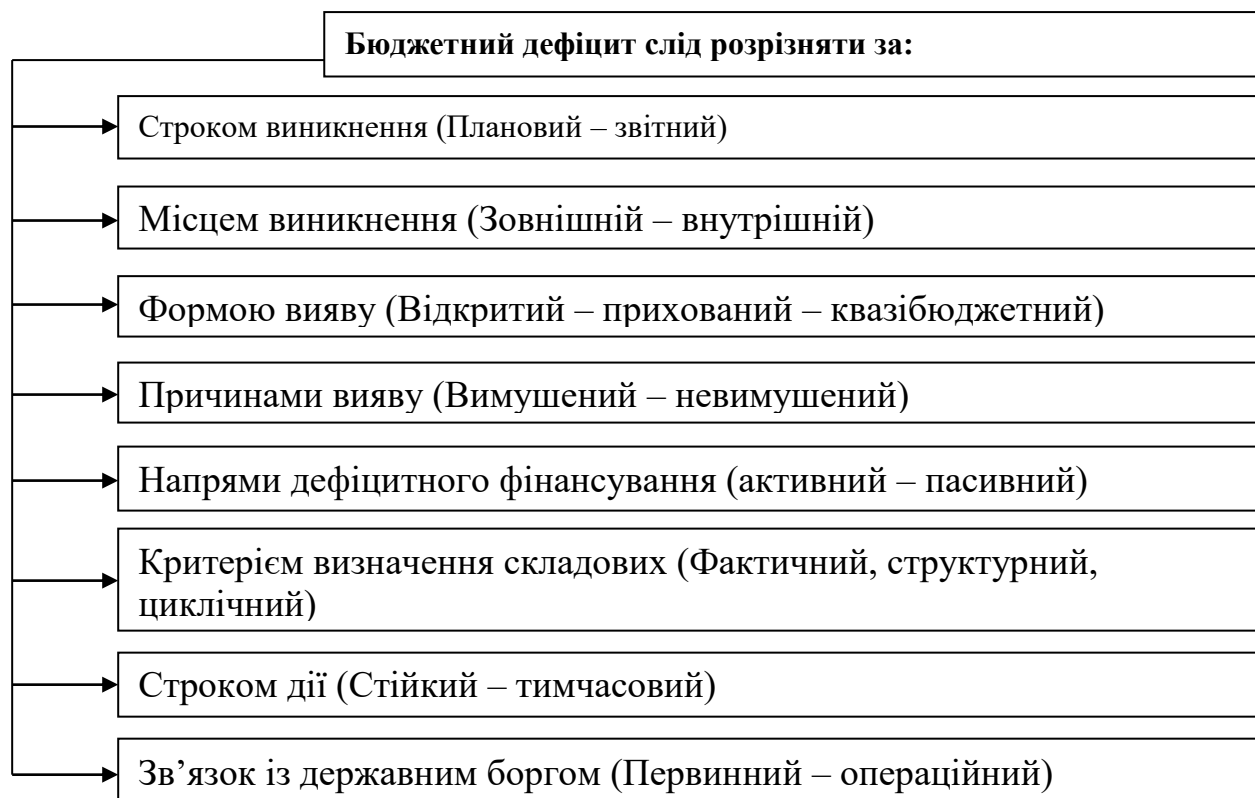 Бюджетний дефіцит слід розрізняти за:
Строком виникнення (Плановий – звітний)
Місцем виникнення (Зовнішній – внутрішній)
Формою вияву (Відкритий – прихований – квазібюджетний)
Причинами вияву (Вимушений – невимушений)
Напрями дефіцитного фінансування (активний – пасивний)
Критерієм визначення складових (Фактичний, структурний,
циклічний)
Строком дії (Стійкий – тимчасовий)
Зв’язок із державним боргом (Первинний – операційний)